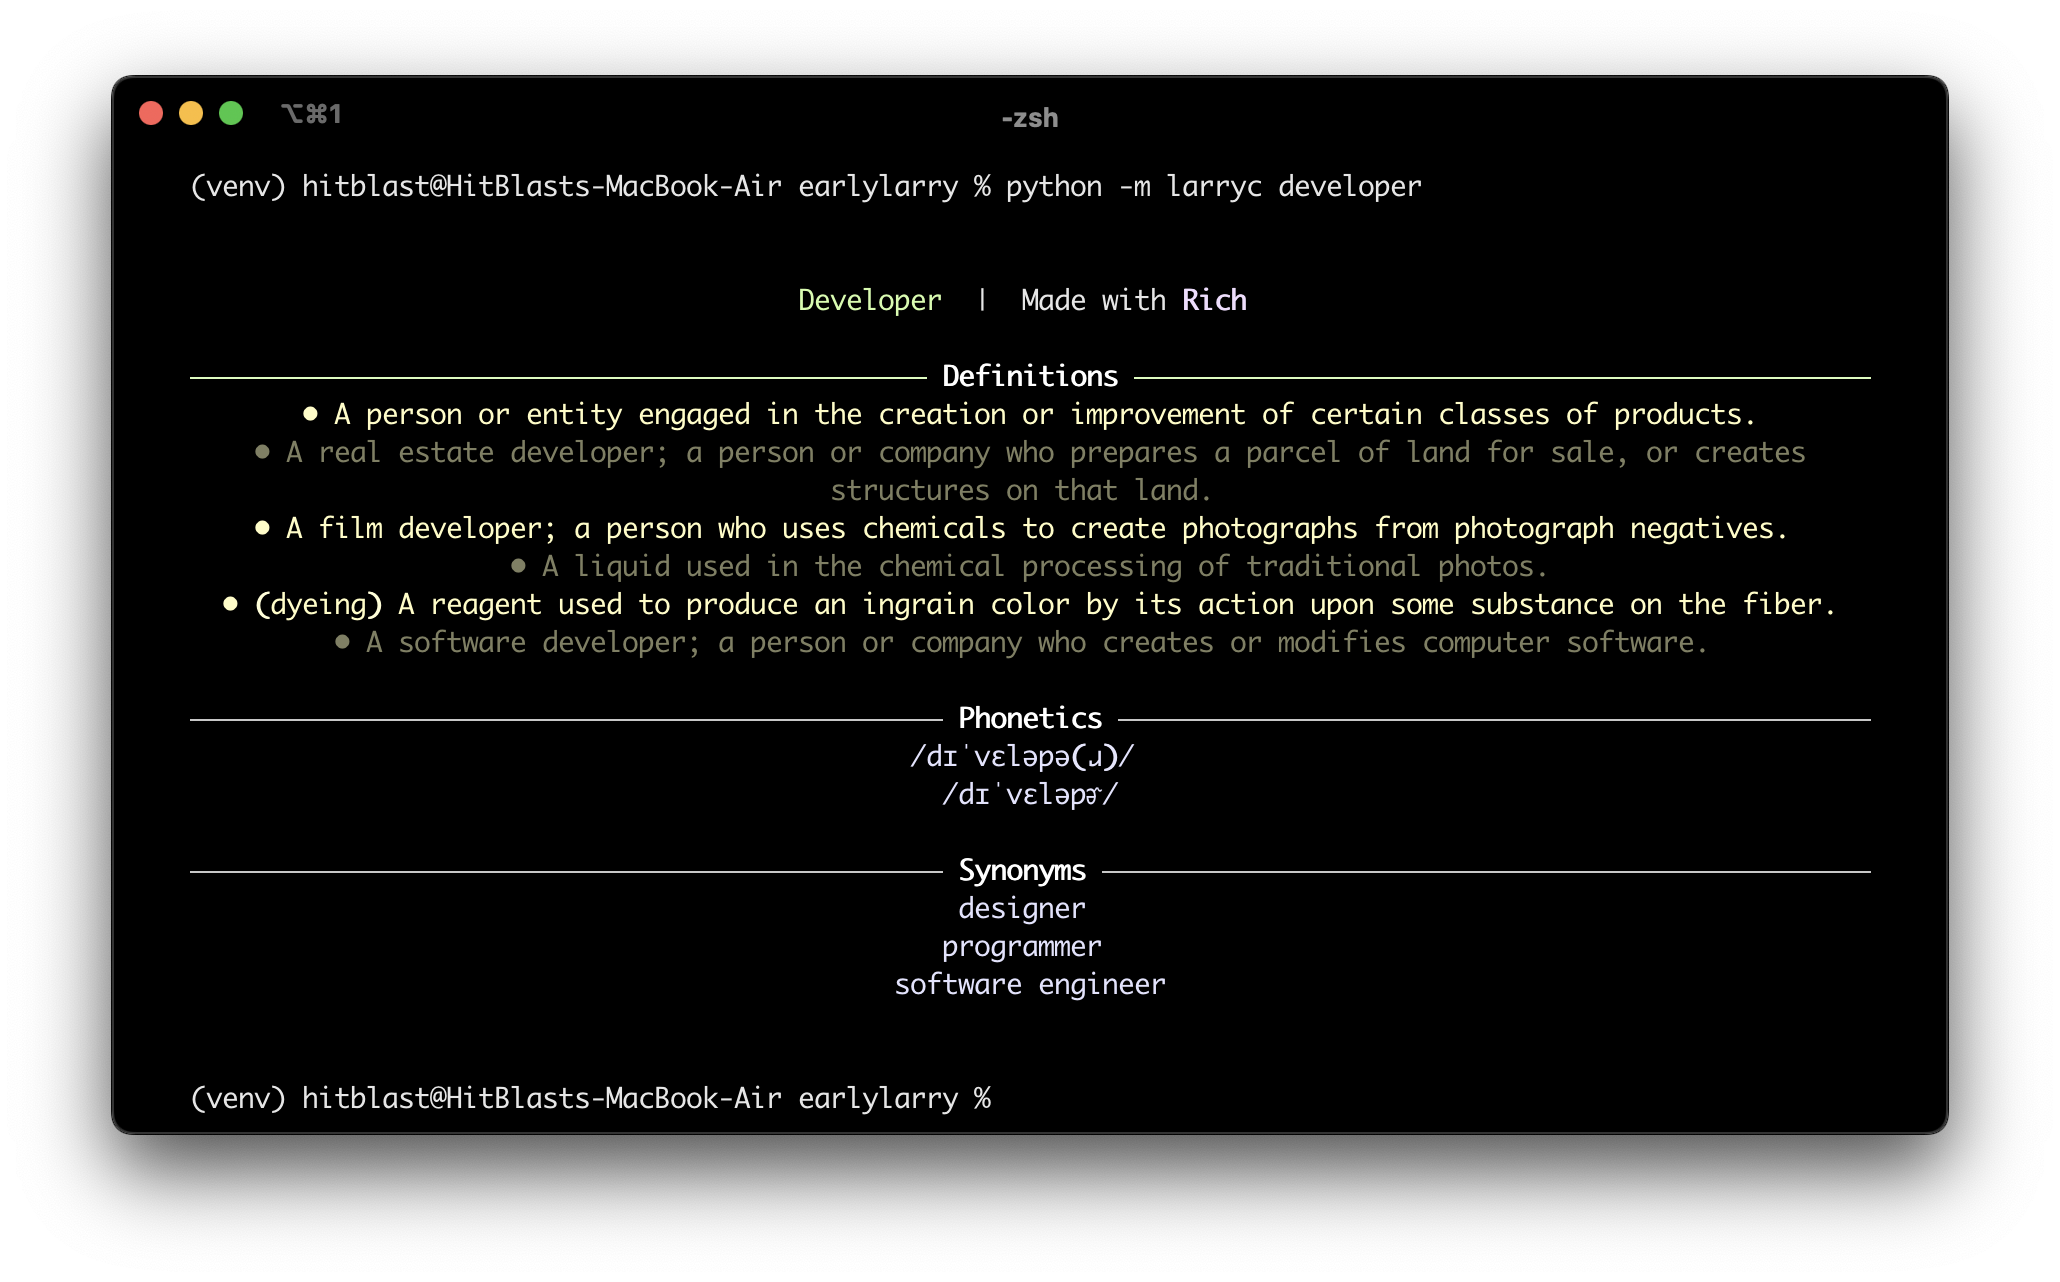 ⌥⌘1
-zsh
(venv) hitblast@HitBlasts-MacBook-Air earlylarry % python -m larryc developer
Developer | Made with Rich
Definitions
● A person or entity engaged in the creation or improvement of certain classes of products.
● A real estate developer; a person or company who prepares a parcel of land for sale, or creates
structures on that land.
● A film developer; a person who uses chemicals to create photographs from photograph negatives.
● A liquid used in the chemical processing of traditional photos.
● (dyeing) A reagent used to produce an ingrain color by its action upon some substance on the fiber.
● A software developer; a person or company who creates or modifies computer software.
Phonetics
/dɪˈvɛləpə(ɹ)/
/dɪˈvɛləpɚ/
Synonyms
designer
programmer
software engineer
(venv) hitblast@HitBlasts-MacBook-Air earlylarry %